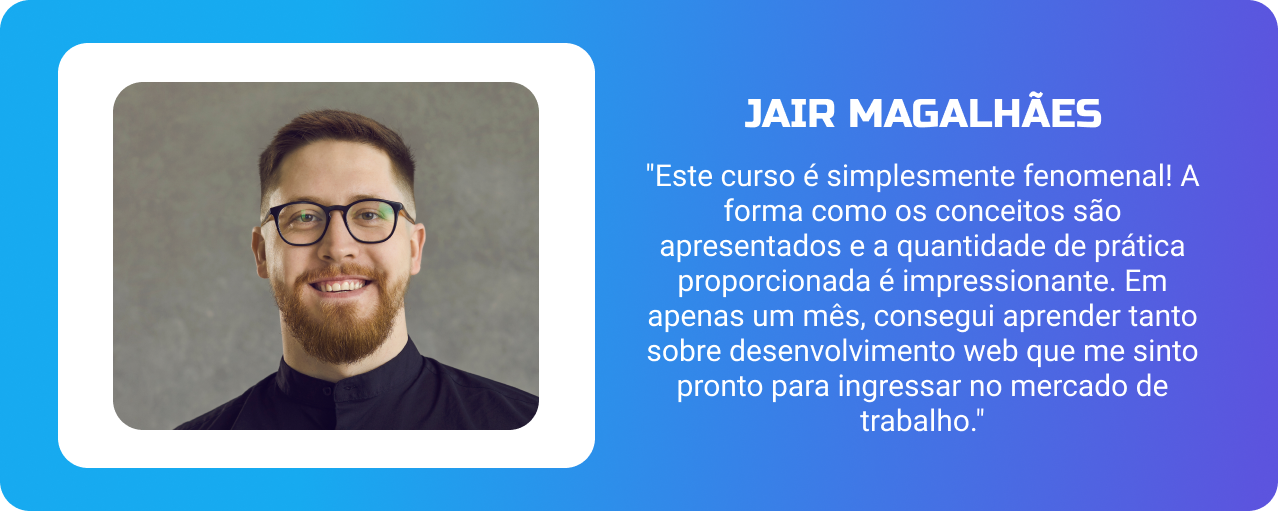 JAIR MAGALHÃES
"Este curso é simplesmente fenomenal! A
forma como os conceitos são
apresentados e a quantidade de prática
proporcionada é impressionante. Em
apenas um mês, consegui aprender tanto
sobre desenvolvimento web que me sinto
pronto para ingressar no mercado de
trabalho."